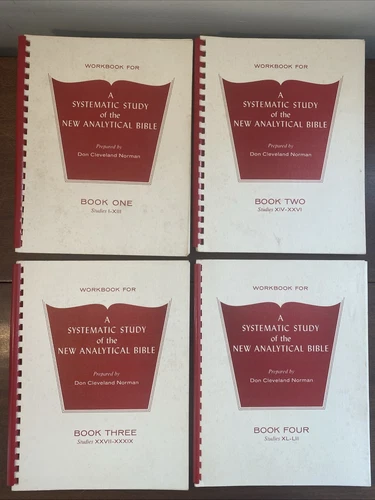 WORKBOOK FOR
A
SYSTEMATIC STUDY
of the
NEW ANALYTICAL BIBLE
Prepared by
Don Cleveland Norman
BOOK ONE
Studies I-XIII
WORKBOOK FOR
A
SYSTEMATIC STUDY
of the
NEW ANALYTICAL BIBLE
Prepared by
Don Cleveland Norman
BOOK TWO
Studies XIV-XXVI
WORKBOOK FOR
A
SYSTEMATIC STUDY
of the
NEW ANALYTICAL BIBLE
Prepared by
Don Cleveland Norman
BOOK THREE
Studies XXVII-XXXIX
WORKBOOK FOR
A
SYSTEMATIC STUDY
of the
NEW ANALYTICAL BIBLE
Prepared by
Don Cleveland Norman
BOOK FOUR
Studies